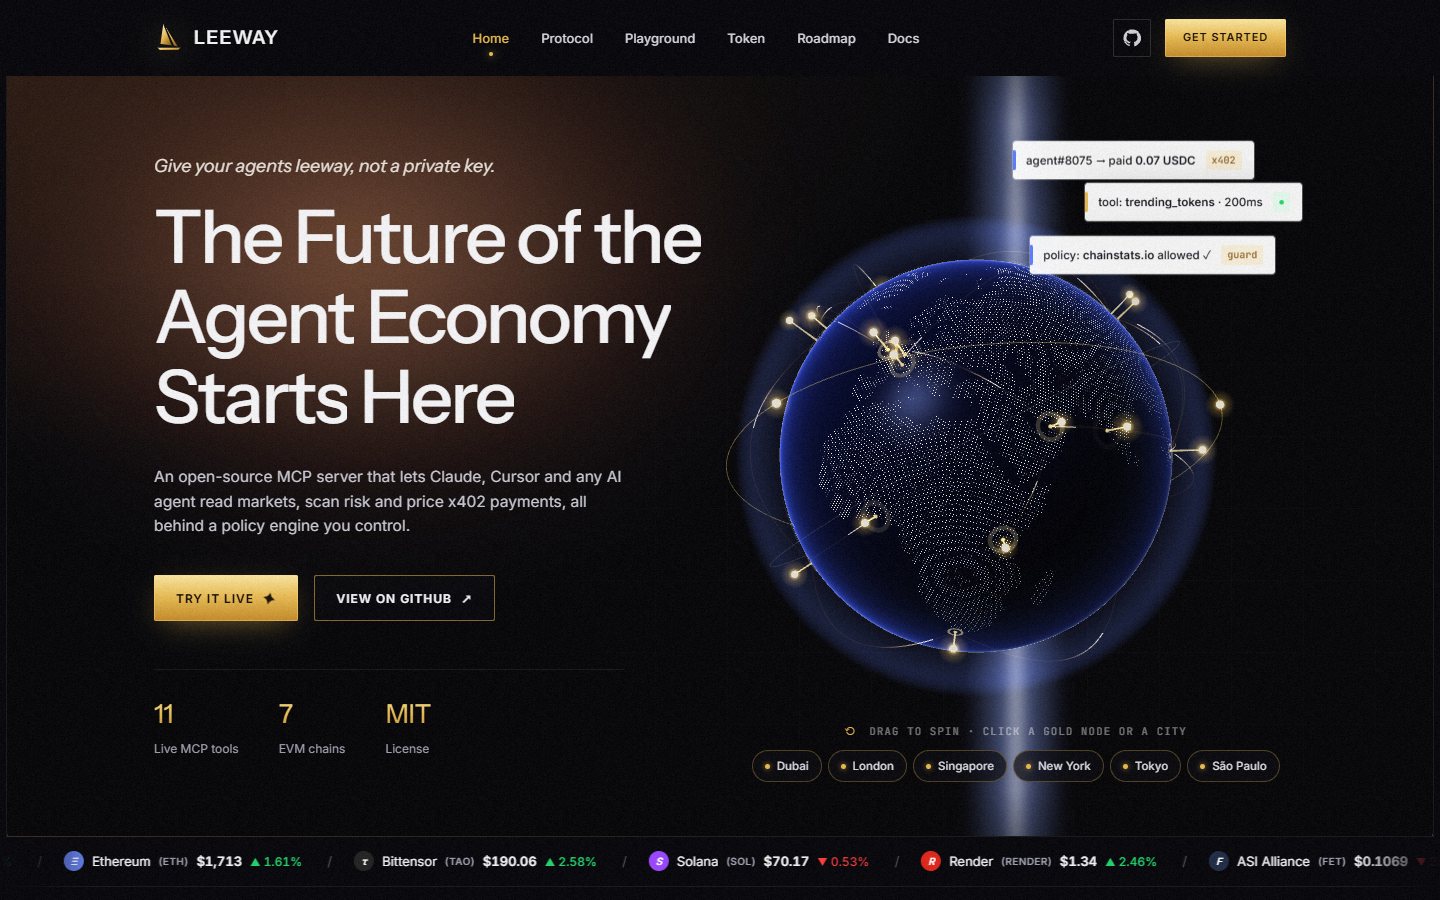 LEEWAY
Home
Protocol
Playground
Token
Roadmap
Docs
GET STARTED
Give your agents leeway, not a private key.
The Future of the
Agent Economy
Starts Here
An open-source MCP server that lets Claude, Cursor and any AI
agent read markets, scan risk and price x402 payments, all
behind a policy engine you control.
TRY IT LIVE ✦
VIEW ON GITHUB ↗
11
Live MCP tools
7
EVM chains
MIT
License
agent#8075 → paid 0.07 USDC x402
tool: trending_tokens · 200ms
policy: chainstats.io allowed ✓ guard
DRAG TO SPIN · CLICK A GOLD NODE OR A CITY
Dubai
London
Singapore
New York
Tokyo
São Paulo
/ Ethereum (ETH) $1,713 ▲ 1.61% / Bittensor (TAO) $190.06 ▲ 2.58% / Solana (SOL) $70.17 ▼ 0.53% / Render (RENDER) $1.34 ▲ 2.46% / ASI Alliance (FET) $0.1069 ▼